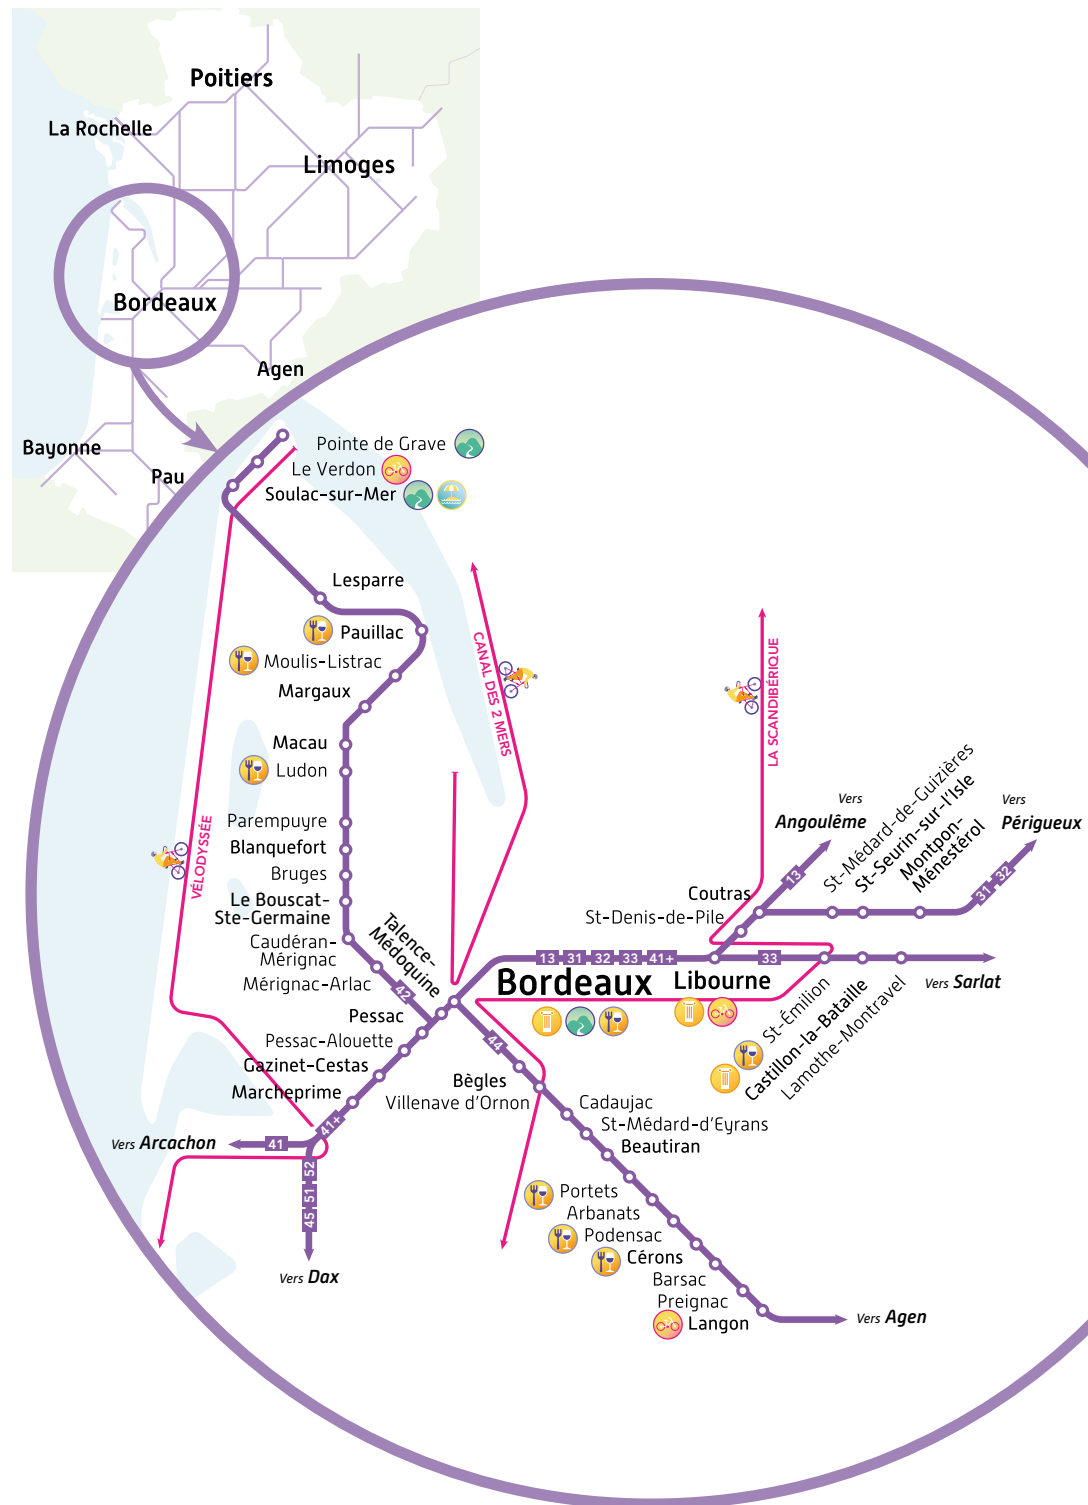 Poitiers
La Rochelle
Limoges
Bordeaux
Agen
Bayonne
Pau
Pointe de Grave
Le Verdon
Soulac-sur-Mer
Lesparre
Pauillac
Moulis-Listrac
Margaux
Macau
Ludon
Parempuyre
Blanquefort
Bruges
Le Bouscat-
Ste-Germaine
Caudéran-
Mérignac
Mérignac-Arlac
42
Talence-
Médoquine
Pessac
Pessac-Alouette
Gazinet-Cestas
Marcheprime
41+
Vers Arcachon
41
45 51 52
Vers Dax
VÉLODYSSÉE
CANAL DES 2 MERS
LA SCANDIBÉRIQUE
Vers
Angoulême
13
St-Médard-de-Guizières
St-Seurin-sur-l'Isle
Montpon-
Ménestérol
Vers
Périgueux
31 32
Coutras
St-Denis-de-Pile
13 31 32 33 41+
33
Bordeaux
Libourne
Vers Sarlat
St-Émilion
Castillon-la-Bataille
Lamothe-Montravel
44
Bègles
Villenave d'Ornon
Cadaujac
St-Médard-d'Eyrans
Beautiran
Portets
Arbanats
Podensac
Cérons
Barsac
Preignac
Langon
Vers Agen